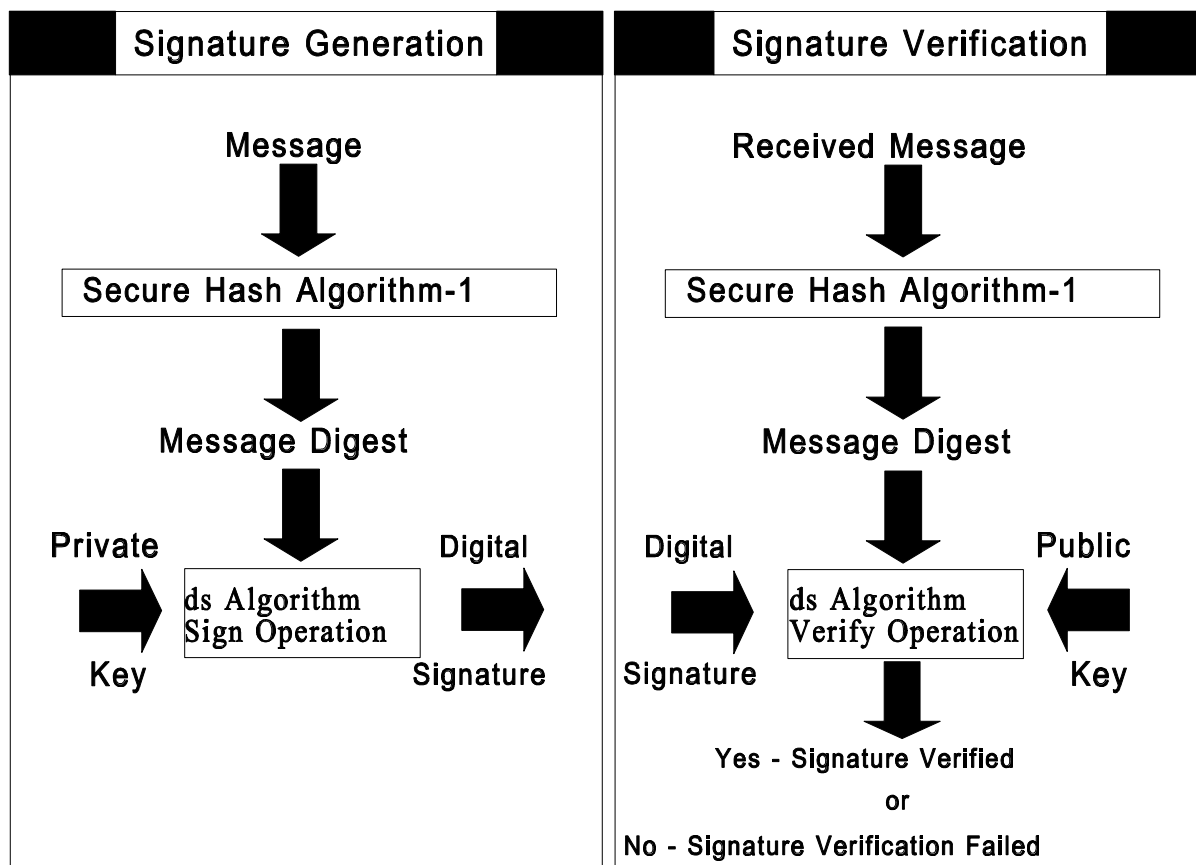 Signature Generation
Message
Secure Hash Algorithm-1
Message Digest
Private
Key
ds Algorithm
Sign Operation
Digital
Signature
Signature Verification
Received Message
Secure Hash Algorithm-1
Message Digest
Digital
Signature
ds Algorithm
Verify Operation
Public
Key
Yes - Signature Verified
or
No - Signature Verification Failed